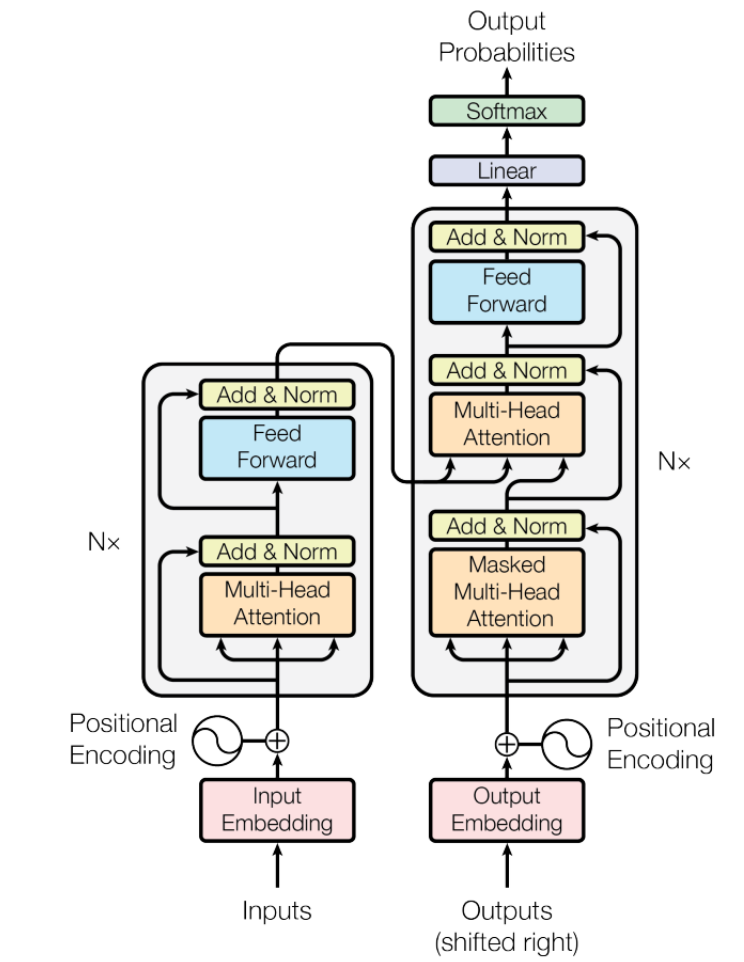 Output
Probabilities
Softmax
Linear
Add & Norm
Feed
Forward
Add & Norm
Multi-Head
Attention
Add & Norm
Masked
Multi-Head
Attention
N×
Add & Norm
Feed
Forward
Add & Norm
Multi-Head
Attention
N×
Positional
Encoding
Positional
Encoding
Input
Embedding
Output
Embedding
Inputs
Outputs
(shifted right)